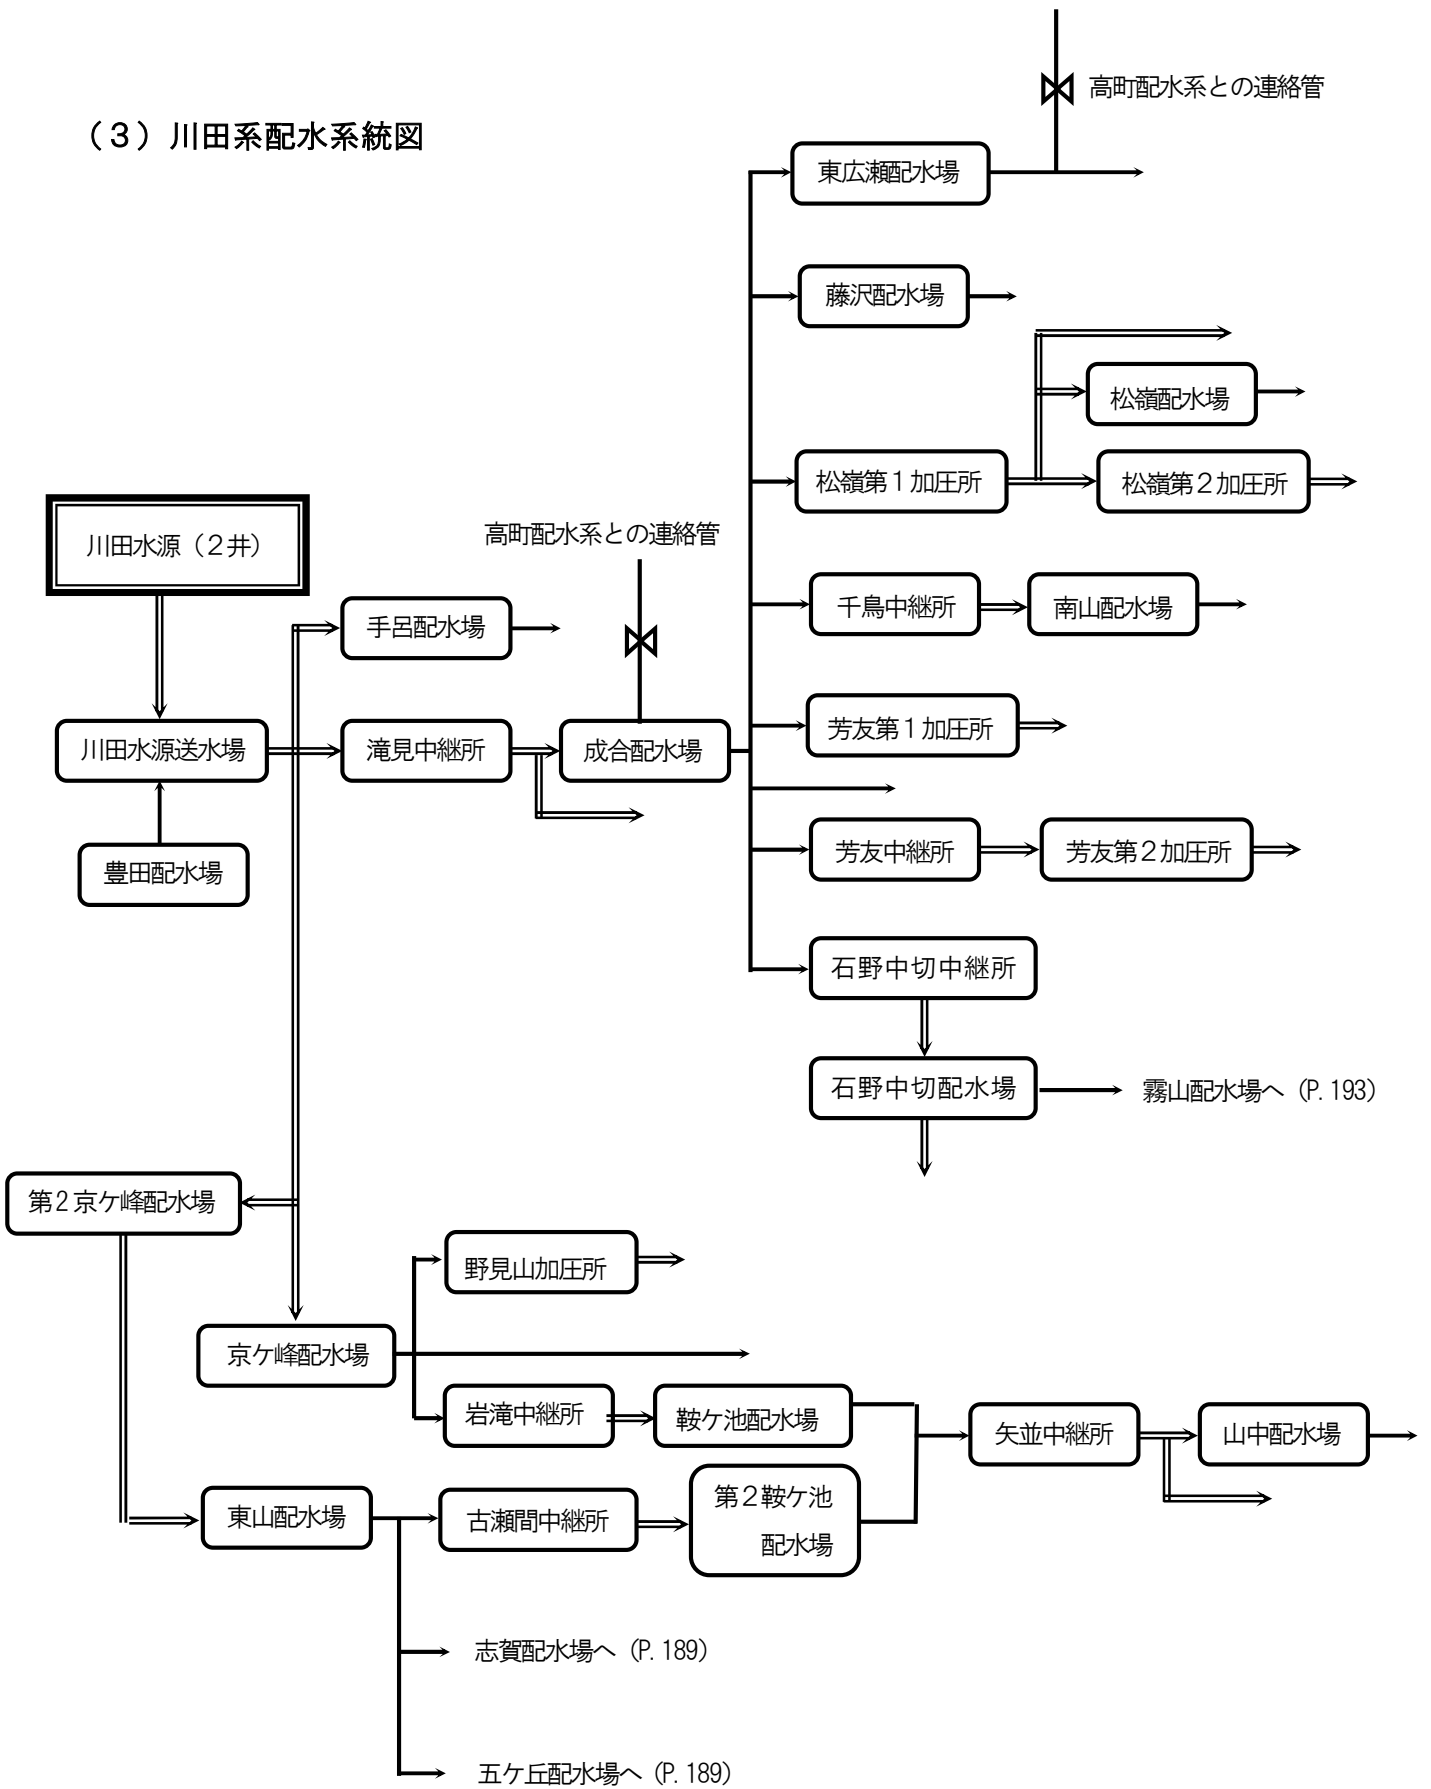 高町配水系との連絡管
（３）川田系配水系統図
東広瀬配水場
藤沢配水場
松嶺配水場
松嶺第１加圧所
松嶺第２加圧所
川田水源（２井）
高町配水系との連絡管
千鳥中継所
南山配水場
手呂配水場
川田水源送水場
滝見中継所
成合配水場
芳友第１加圧所
豊田配水場
芳友中継所
芳友第２加圧所
石野中切中継所
石野中切配水場
霧山配水場へ（P. 193）
第２京ケ峰配水場
野見山加圧所
京ケ峰配水場
岩滝中継所
鞍ケ池配水場
矢並中継所
山中配水場
東山配水場
古瀬間中継所
第２鞍ケ池
配水場
志賀配水場へ（P. 189）
五ケ丘配水場へ（P. 189）